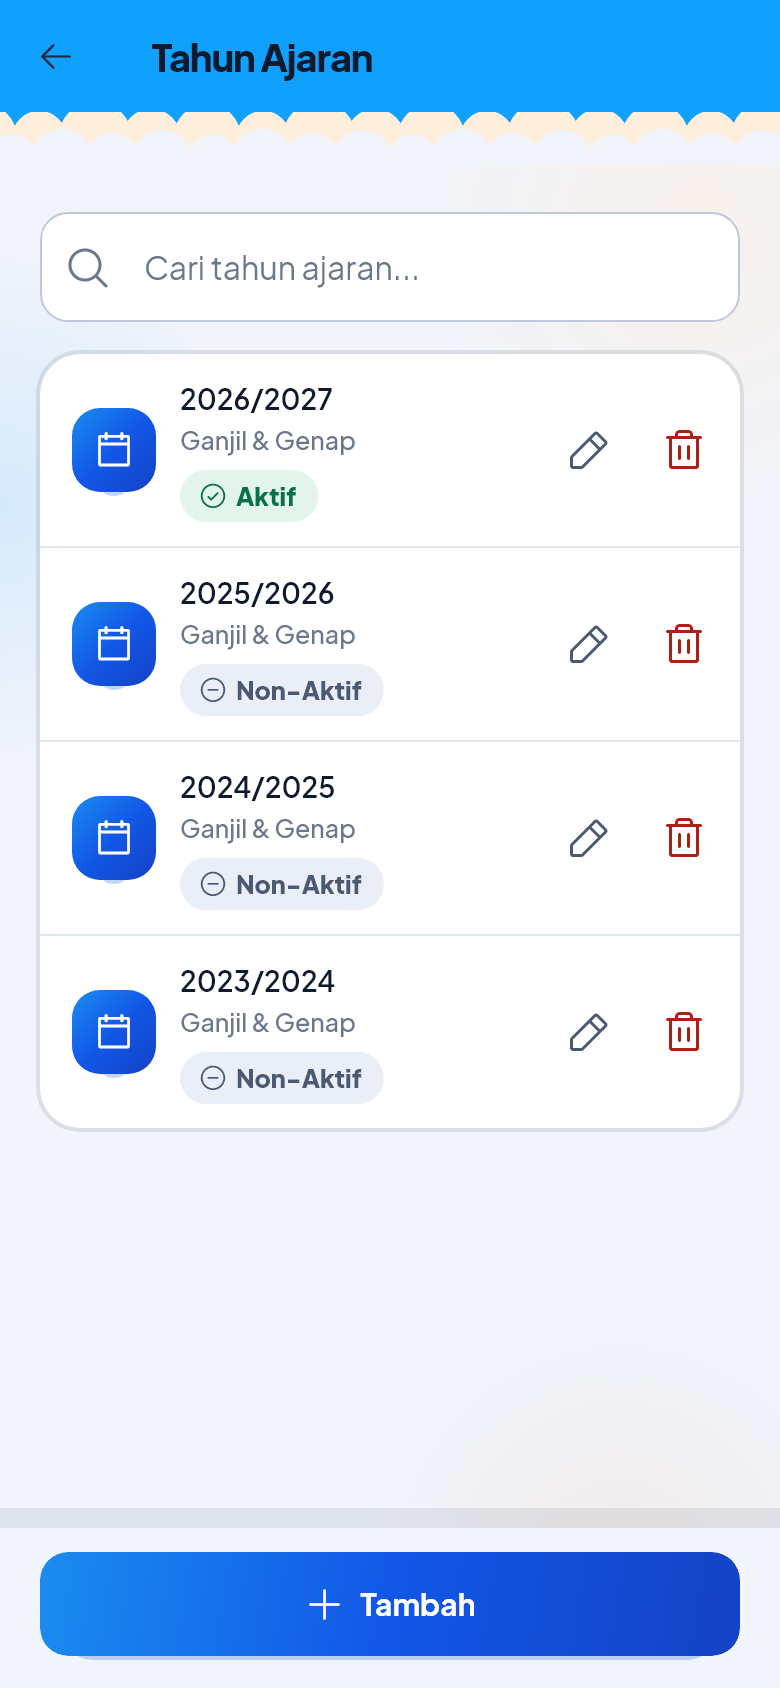 Tahun Ajaran
Cari tahun ajaran...
2026/2027
Ganjil & Genap
Aktif
2025/2026
Ganjil & Genap
Non-Aktif
2024/2025
Ganjil & Genap
Non-Aktif
2023/2024
Ganjil & Genap
Non-Aktif
Tambah